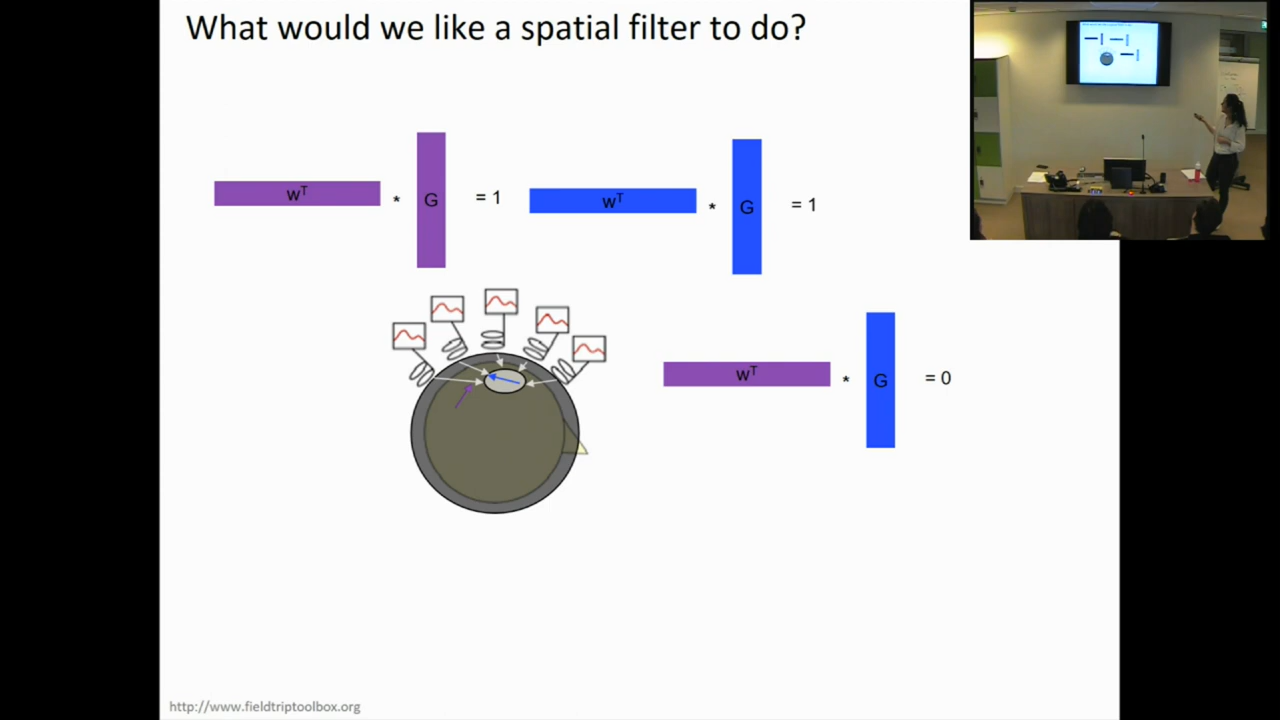 What would we like a spatial filter to do?
wᵀ * G = 1
wᵀ * G = 1
wᵀ * G = 0
http://www.fieldtriptoolbox.org